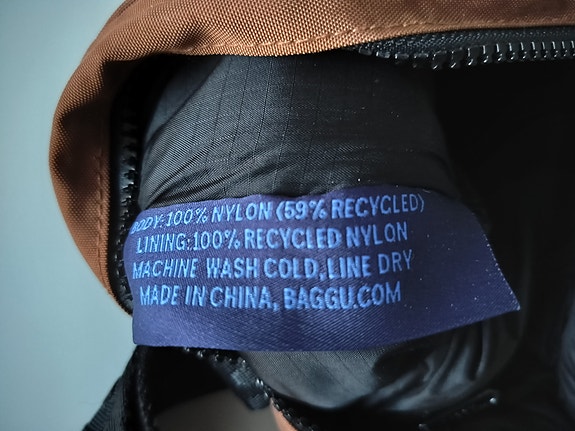 BODY:100% NYLON (59% RECYCLED)
LINING:100% RECYCLED NYLON
MACHINE WASH COLD, LINE DRY
MADE IN CHINA, BAGGU.COM